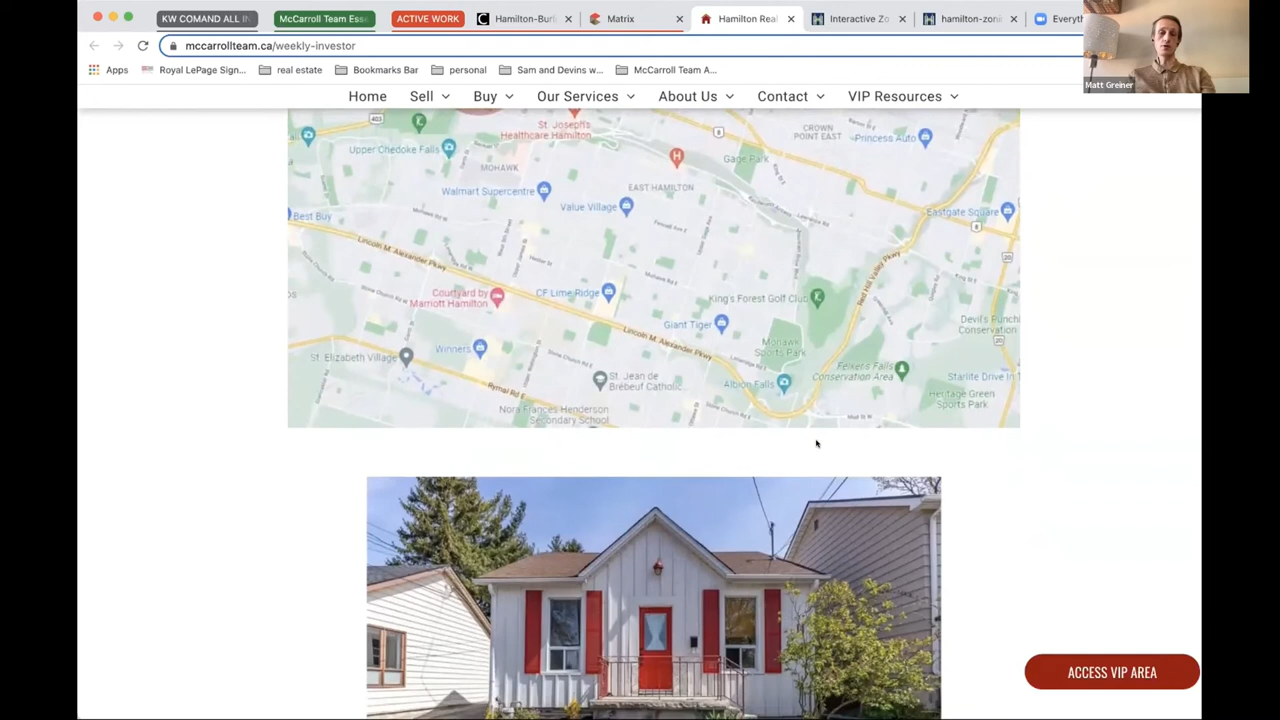 KW COMAND ALL IN
McCarroll Team Esse
ACTIVE WORK
Hamilton-Burl
Matrix
Hamilton Real
Interactive Zo
hamilton-zoni
Everyth
mccarrollteam.ca/weekly-investor
Apps
Royal LePage Sign...
real estate
Bookmarks Bar
personal
Sam and Devins w...
McCarroll Team A...
Matt Greiner
Home
Sell
Buy
Our Services
About Us
Contact
VIP Resources
403
St. Joseph's
Healthcare Hamilton
8
CROWN
POINT EAST
Princess Auto
Upper Chedoke Falls
H
Gage Park
MOHAWK
Walmart Supercentre
EAST HAMILTON
Value Village
Best Buy
Eastgate Square
8
20
Lincoln M. Alexander Pkwy
Red Hill Valley Pkwy
Courtyard by
Marriott Hamilton
CF Lime Ridge
King's Forest Golf Club
Giant Tiger
Lincoln M. Alexander Pkwy
Devil's Punch
Conservation
20
Mohawk
Sports Park
Winners
St. Elizabeth Village
Felkers Falls
Conservation Area
St. Jean de
Brébeuf Catholic
Albion Falls
Starlite Drive In T
Rymal Rd E
Heritage Green
Sports Park
Nora Frances Henderson
Secondary School
ACCESS VIP AREA